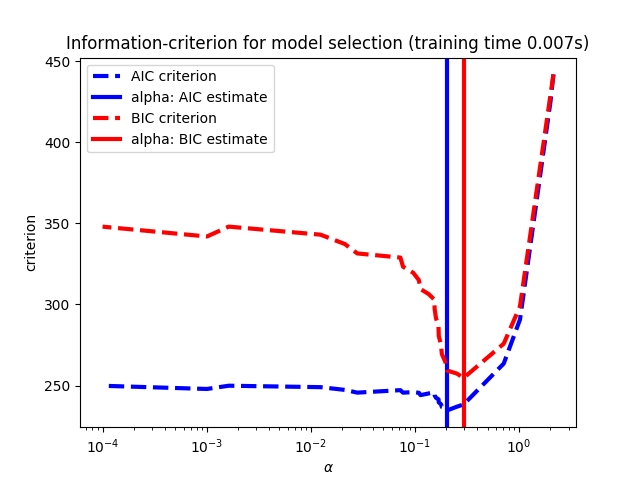 Information-criterion for model selection (training time 0.007s)
AIC criterion
alpha: AIC estimate
BIC criterion
alpha: BIC estimate
450
400
350
300
250
criterion
10⁻⁴ 10⁻³ 10⁻² 10⁻¹ 10⁰
α